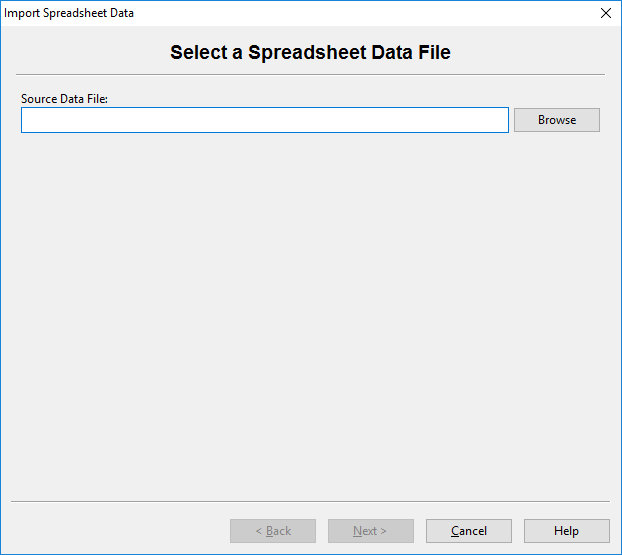 Import Spreadsheet Data
Select a Spreadsheet Data File
Source Data File:
Browse
< Back
Next >
Cancel
Help